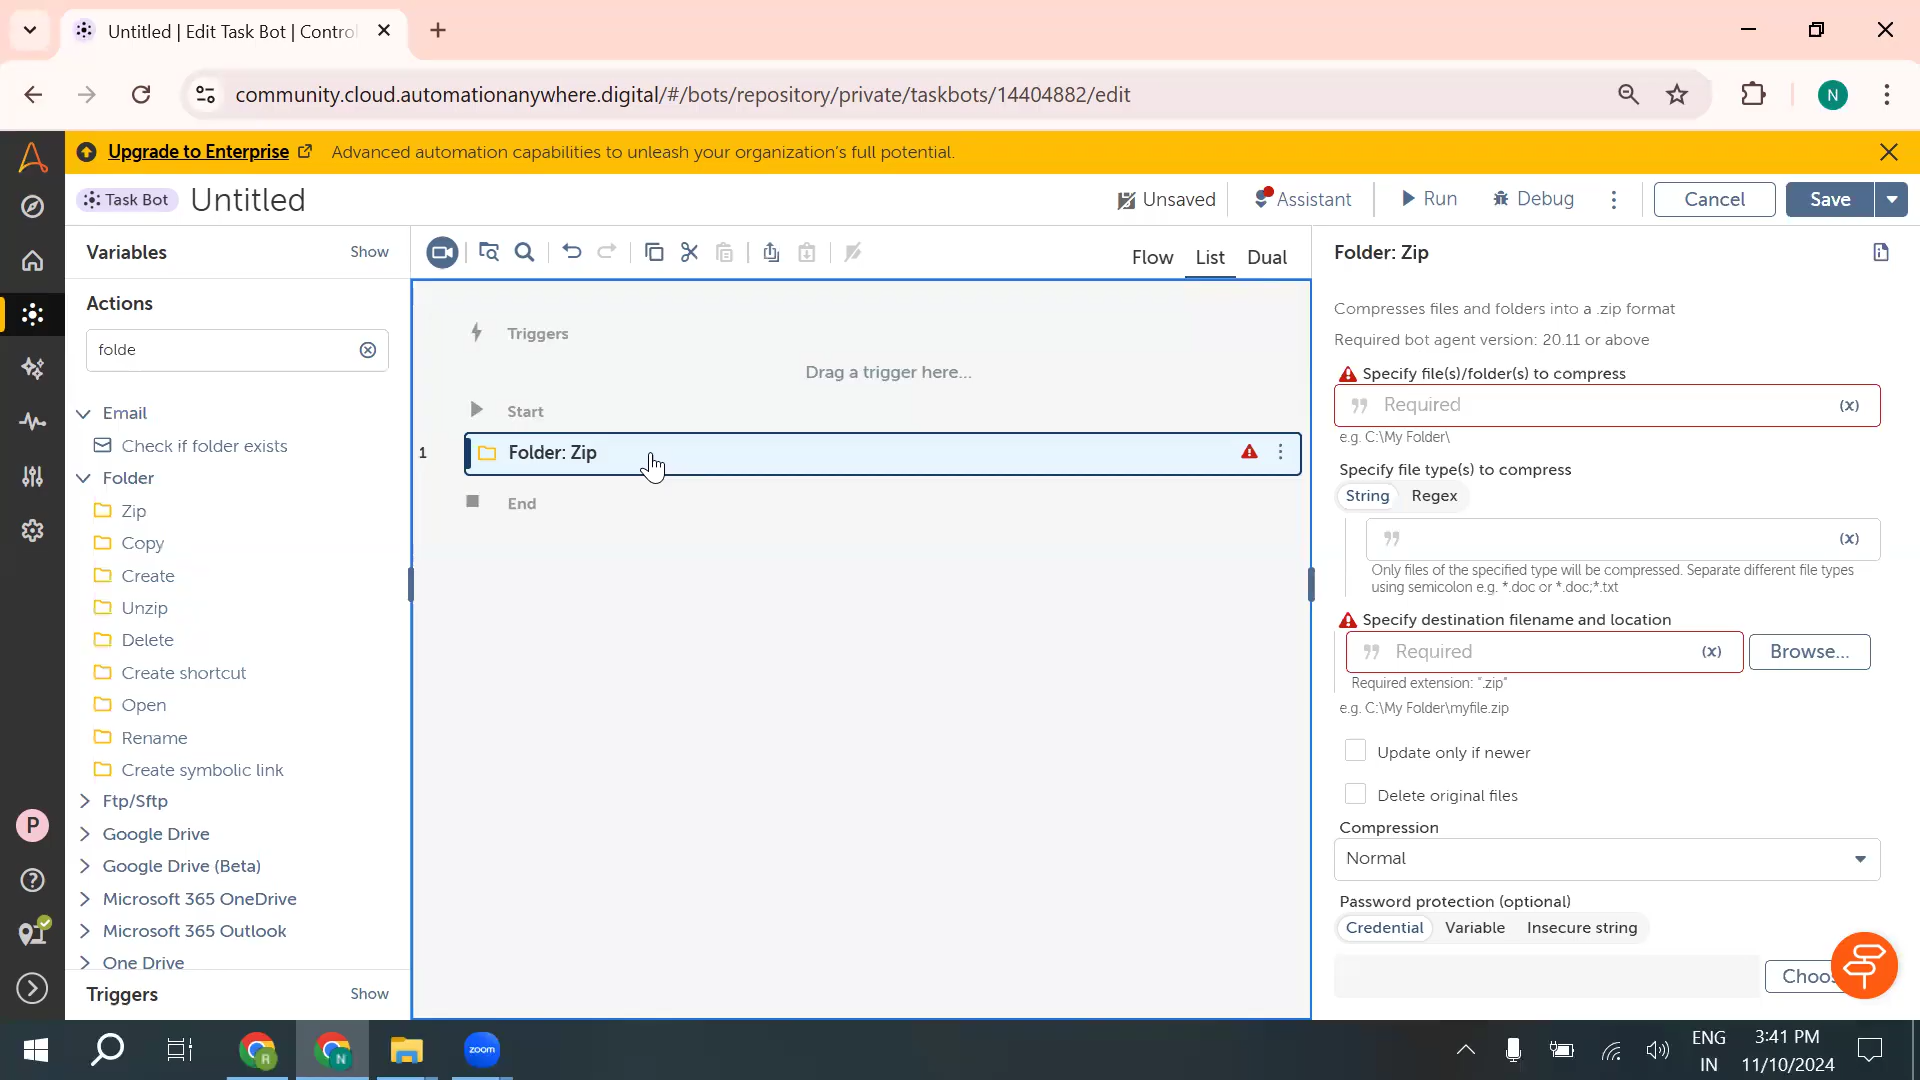 Untitled | Edit Task Bot | Contro
community.cloud.automationanywhere.digital/#/bots/repository/private/taskbots/14404882/edit
N
Upgrade to Enterprise Advanced automation capabilities to unleash your organization's full potential.
Task Bot Untitled Unsaved Assistant Run Debug Cancel Save
Variables Show
Flow List Dual
Actions
folde
Email
Check if folder exists
Folder
Zip
Copy
Create
Unzip
Delete
Create shortcut
Open
Rename
Create symbolic link
Ftp/Sftp
Google Drive
Google Drive (Beta)
Microsoft 365 OneDrive
Microsoft 365 Outlook
One Drive
Triggers Show
P
Triggers
Drag a trigger here...
Start
1 Folder: Zip
End
Folder: Zip
Compresses files and folders into a .zip format
Required bot agent version: 20.11 or above
Specify file(s)/folder(s) to compress
Required (x)
e.g. C:\My Folder\
Specify file type(s) to compress
String Regex
(x)
Only files of the specified type will be compressed. Separate different file types
using semicolon e.g. *.doc or *.doc;*.txt
Specify destination filename and location
Required (x) Browse...
Required extension: ".zip"
e.g. C:\My Folder\myfile.zip
Update only if newer
Delete original files
Compression
Normal
Password protection (optional)
Credential Variable Insecure string
Choos
R
N
zoom
ENG
IN
3:41 PM
11/10/2024